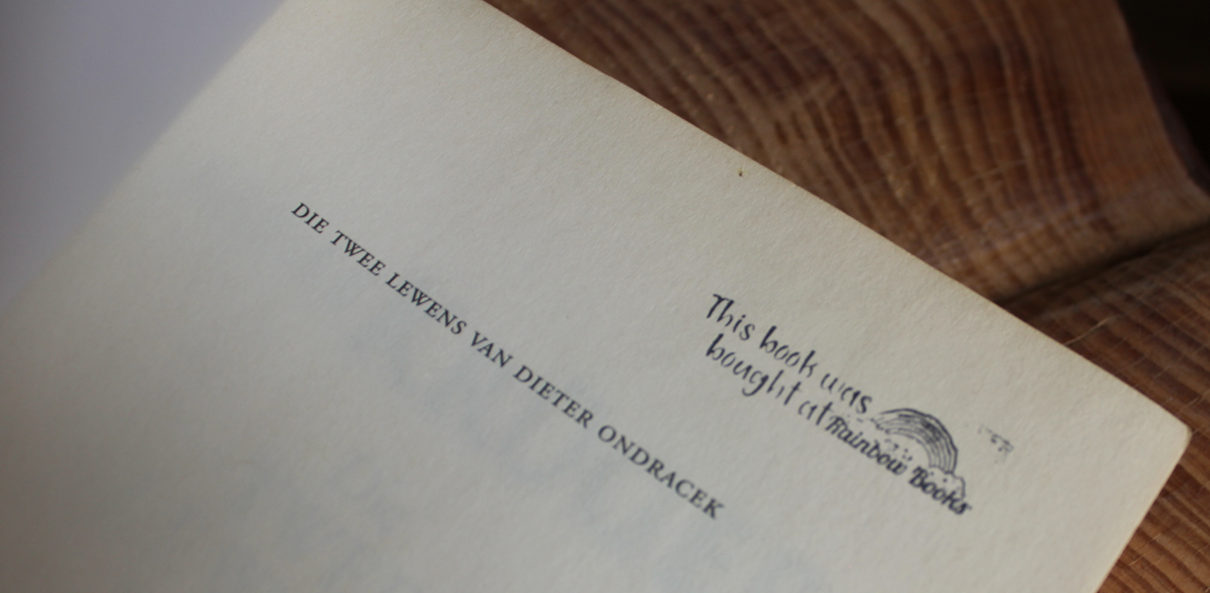 DIE TWEE LEWENS VAN DIETER ONDRACEK
This book was
bought at Rainbow Books